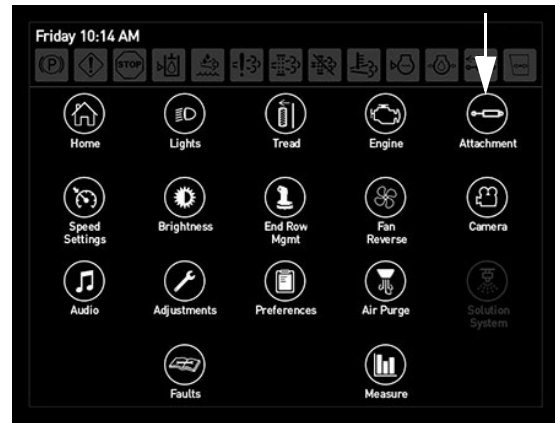 Friday 10:14 AM
P
STOP
Home
Lights
Tread
Engine
Attachment
Speed
Settings
Brightness
End Row
Mgmt
Fan
Reverse
Camera
Audio
Adjustments
Preferences
Air Purge
Solution
System
Faults
Measure